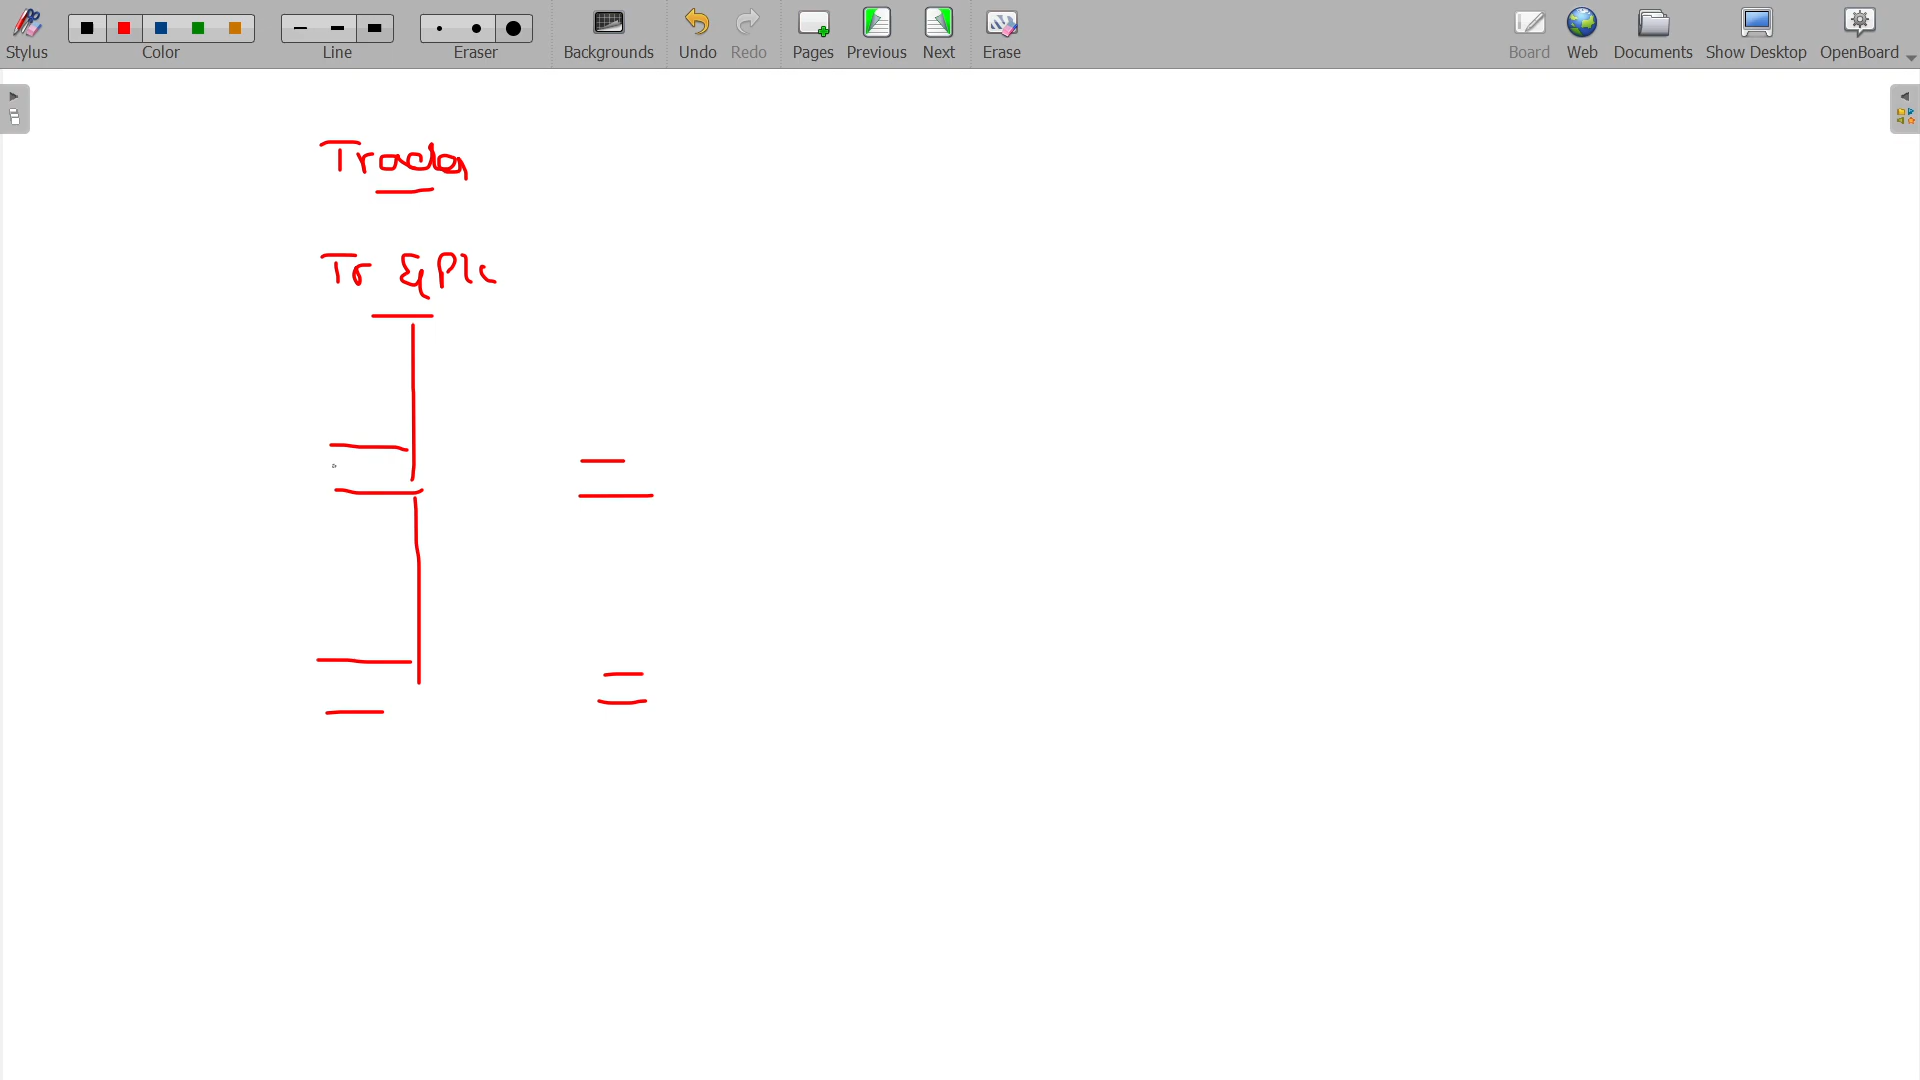 Stylus Color Line Eraser Backgrounds Undo Redo Pages Previous Next Erase Board Web Documents Show Desktop OpenBoard
Trader
Tr & Plc